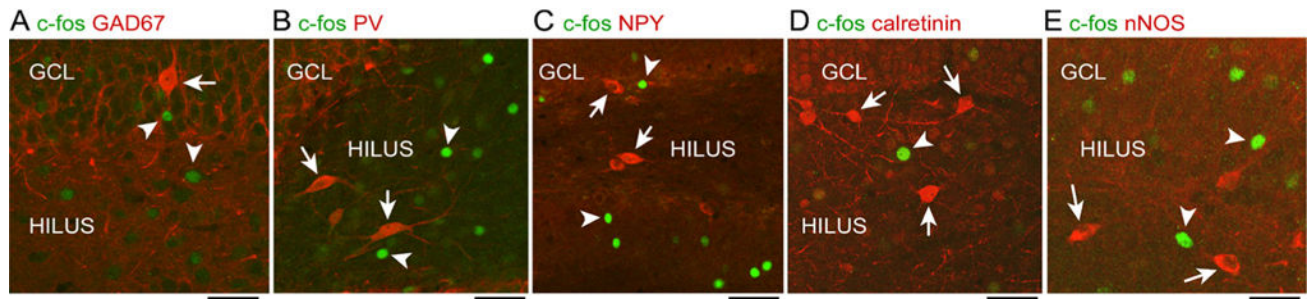 A c-fos GAD67
GCL
HILUS
B c-fos PV
GCL
HILUS
C c-fos NPY
GCL
HILUS
D c-fos calretinin
GCL
HILUS
E c-fos nNOS
GCL
HILUS